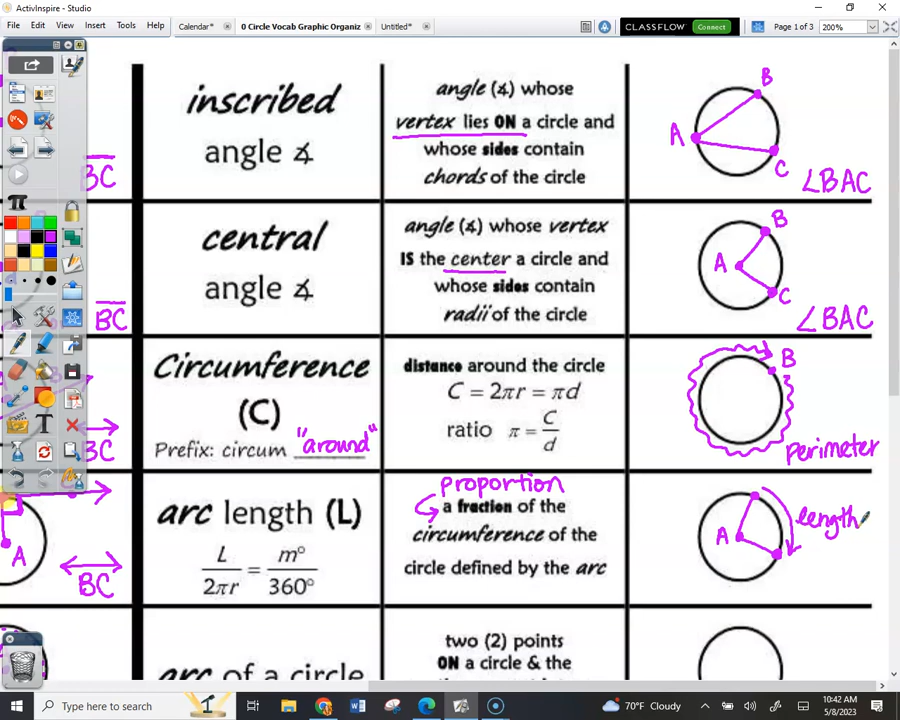 ActivInspire - Studio
File Edit View Insert Tools Help
Calendar*
0 Circle Vocab Graphic Organiz
Untitled*
CLASSFLOW Connect
Page 1 of 3
200%
BC
inscribed
angle ∡
angle (∡) whose
vertex lies ON a circle and
whose sides contain
chords of the circle
A
B
C
∠BAC
BC
central
angle ∡
angle (∡) whose vertex
IS the center a circle and
whose sides contain
radii of the circle
A
B
C
∠BAC
BC
Circumference
(C)
Prefix: circum "around"
distance around the circle
C = 2πr = πd
ratio π = C/d
B
perimeter
A
BC
arc length (L)
L/2πr = m°/360°
proportion
a fraction of the
circumference of the
circle defined by the arc
A
length
arc of a circle
two (2) points
ON a circle & the
Type here to search
70°F Cloudy
10:42 AM
5/8/2023